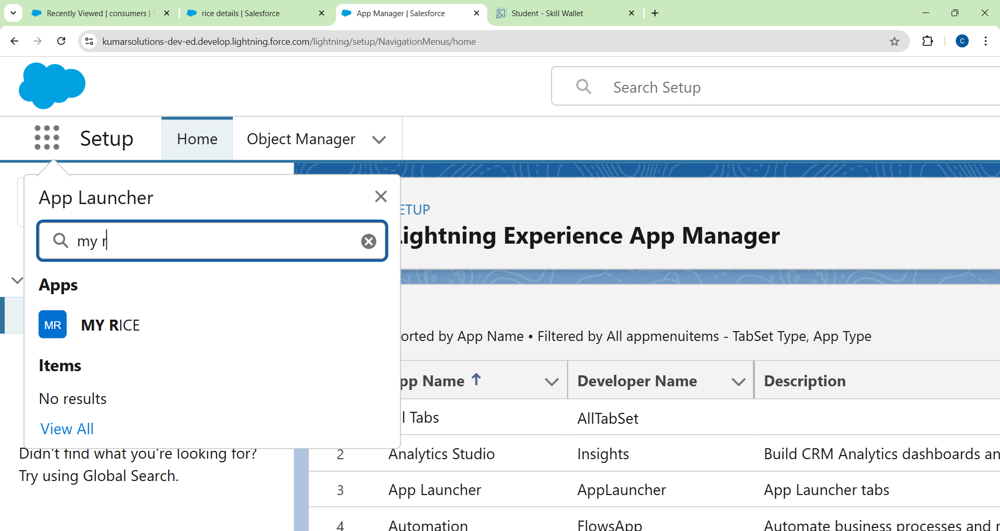 Recently Viewed | consumers | S
rice details | Salesforce
App Manager | Salesforce
Student - Skill Wallet
kumarsolutions-dev-ed.develop.lightning.force.com/lightning/setup/NavigationMenus/home
C
Search Setup
Setup
Home
Object Manager
App Launcher
my r
Apps
MR
MY RICE
Items
No results
View All
Didn't find what you're looking for?
Try using Global Search.
ETUP
Lightning Experience App Manager
orted by App Name • Filtered by All appmenuitems - TabSet Type, App Type
pp Name
Developer Name
Description
l Tabs
AllTabSet
2
Analytics Studio
Insights
Build CRM Analytics dashboards an
3
App Launcher
AppLauncher
App Launcher tabs
4
Automation
FlowsApp
Automate business processes and r